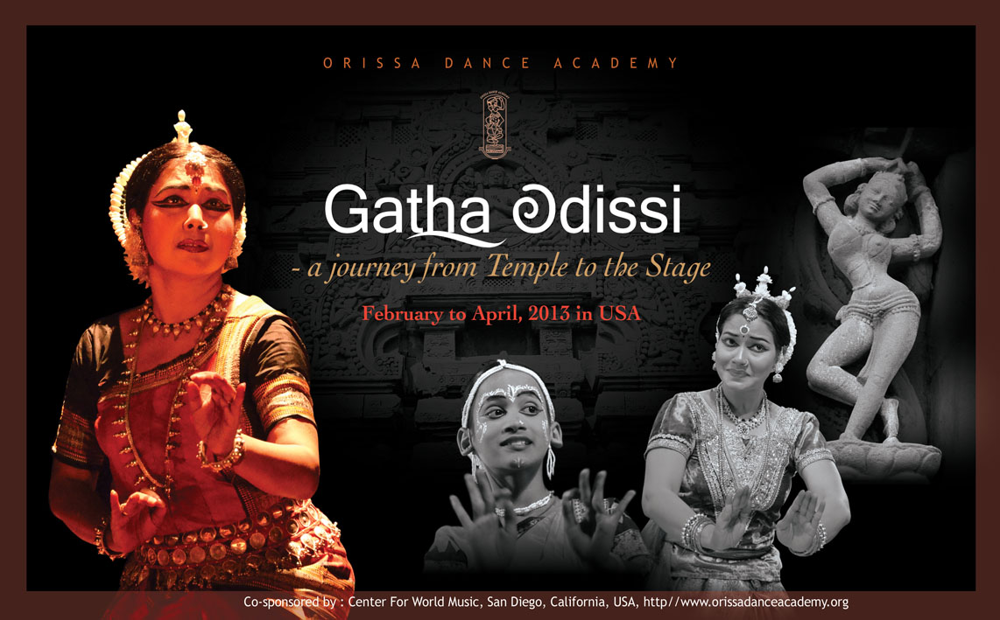 ORISSA DANCE ACADEMY
Gatha Odissi
- a journey from Temple to the Stage
February to April, 2013 in USA
Co-sponsored by : Center For World Music, San Diego, California, USA, http//www.orissadanceacademy.org